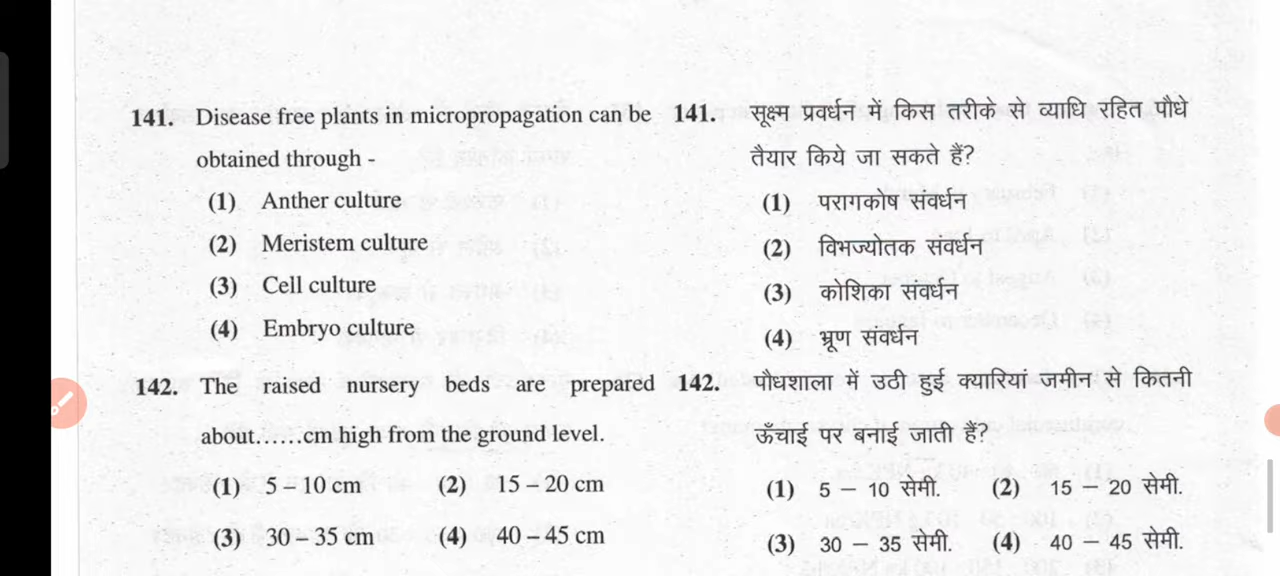 141. Disease free plants in micropropagation can be
obtained through -
(1) Anther culture
(2) Meristem culture
(3) Cell culture
(4) Embryo culture
142. The raised nursery beds are prepared
about.......cm high from the ground level.
(1) 5 – 10 cm (2) 15 – 20 cm
(3) 30 – 35 cm (4) 40 – 45 cm
141. सूक्ष्म प्रवर्धन में किस तरीके से व्याधि रहित पौधे
तैयार किये जा सकते हैं?
(1) परागकोष संवर्धन
(2) विभज्योतक संवर्धन
(3) कोशिका संवर्धन
(4) भ्रूण संवर्धन
142. पौधशाला में उठी हुई क्यारियां जमीन से कितनी
ऊँचाई पर बनाई जाती हैं?
(1) 5 – 10 सेमी. (2) 15 – 20 सेमी.
(3) 30 – 35 सेमी. (4) 40 – 45 सेमी.